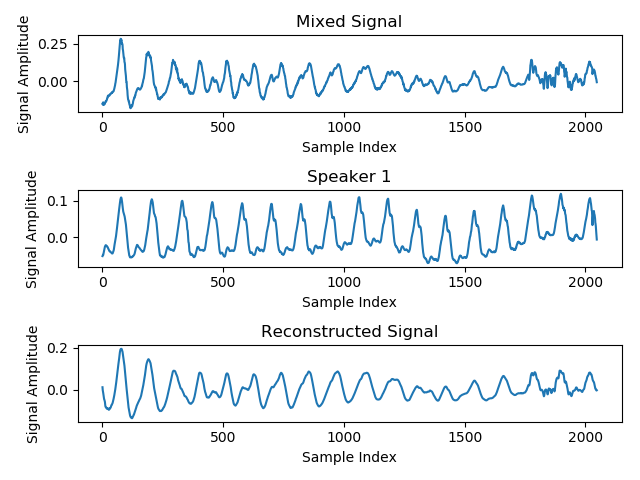 Mixed Signal
Signal Amplitude
0.25
0.00
0 500 1000 1500 2000
Sample Index
Speaker 1
Signal Amplitude
0.1
0.0
0 500 1000 1500 2000
Sample Index
Reconstructed Signal
Signal Amplitude
0.2
0.0
0 500 1000 1500 2000
Sample Index